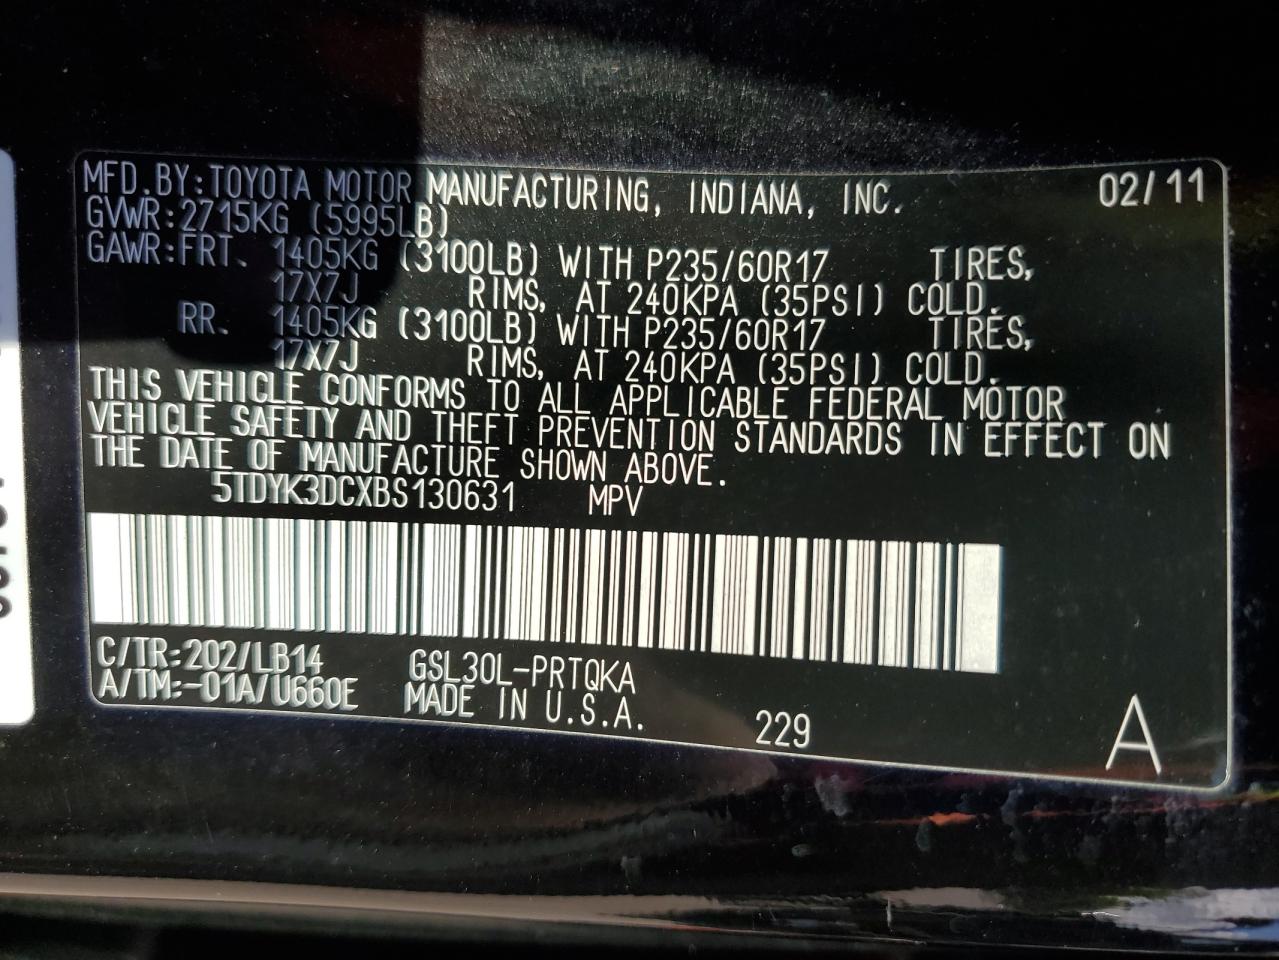 MFD.BY:TOYOTA MOTOR MANUFACTURING, INDIANA, INC. 02/11
GVWR:2715KG (5995LB)
GAWR:FRT. 1405KG (3100LB) WITH P235/60R17 TIRES,
17X7J RIMS, AT 240KPA (35PSI) COLD.
RR. 1405KG (3100LB) WITH P235/60R17 TIRES,
17X7J RIMS, AT 240KPA (35PSI) COLD.
THIS VEHICLE CONFORMS TO ALL APPLICABLE FEDERAL MOTOR
VEHICLE SAFETY AND THEFT PREVENTION STANDARDS IN EFFECT ON
THE DATE OF MANUFACTURE SHOWN ABOVE.
5TDYK3DCXBS130631 MPV
C/TR:202/LB14 GSL30L-PRTQKA
A/TM:-01A/U660E MADE IN U.S.A.
229
A